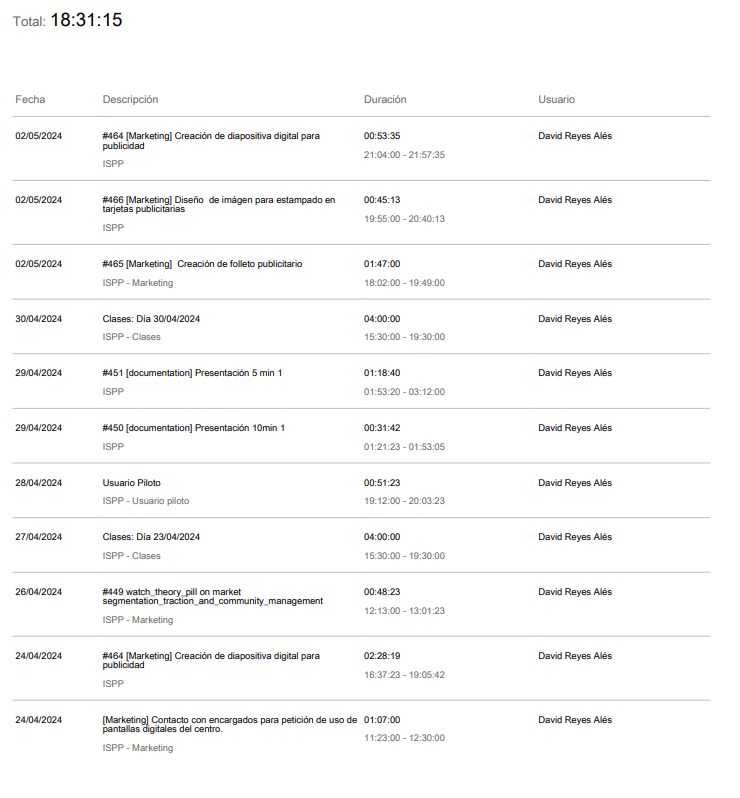 Total: 18:31:15
Fecha Descripción Duración Usuario
02/05/2024 #464 [Marketing] Creación de diapositiva digital para 00:53:35 David Reyes Alés
publicidad
21:04:00 - 21:57:35
ISPP
02/05/2024 #466 [Marketing] Diseño  de imágen para estampado en 00:45:13 David Reyes Alés
tarjetas publicitarias
19:55:00 - 20:40:13
ISPP
02/05/2024 #465 [Marketing]  Creación de folleto publicitario 01:47:00 David Reyes Alés
ISPP - Marketing 18:02:00 - 19:49:00
30/04/2024 Clases: Día 30/04/2024 04:00:00 David Reyes Alés
ISPP - Clases 15:30:00 - 19:30:00
29/04/2024 #451 [documentation] Presentación 5 min 1 01:18:40 David Reyes Alés
ISPP 01:53:20 - 03:12:00
29/04/2024 #450 [documentation] Presentación 10min 1 00:31:42 David Reyes Alés
ISPP 01:21:23 - 01:53:05
28/04/2024 Usuario Piloto 00:51:23 David Reyes Alés
ISPP - Usuario piloto 19:12:00 - 20:03:23
27/04/2024 Clases: Día 23/04/2024 04:00:00 David Reyes Alés
ISPP - Clases 15:30:00 - 19:30:00
26/04/2024 #449 watch_theory_pill on market 00:48:23 David Reyes Alés
segmentation_traction_and_community_management
12:13:00 - 13:01:23
ISPP - Marketing
24/04/2024 #464 [Marketing] Creación de diapositiva digital para 02:28:19 David Reyes Alés
publicidad
16:37:23 - 19:05:42
ISPP
24/04/2024 [Marketing] Contacto con encargados para petición de uso de 01:07:00 David Reyes Alés
pantallas digitales del centro.
11:23:00 - 12:30:00
ISPP - Marketing